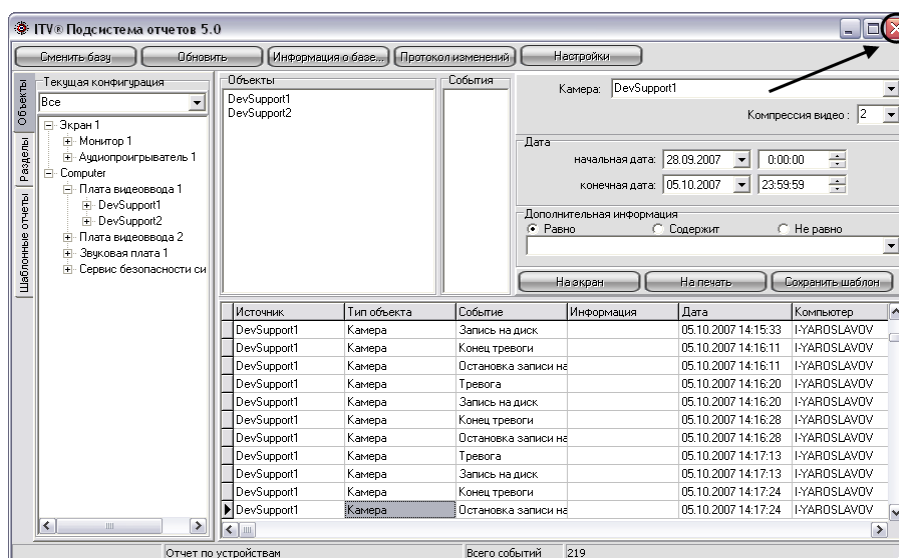 ITV® Подсистема отчетов 5.0
Сменить базу Обновить Информация о базе... Протокол изменений Настройки
Объекты
Разделы
Шаблонные отчеты
Текущая конфигурация
Все
Экран 1
Монитор 1
Аудиопроигрыватель 1
Computer
Плата видеоввода 1
DevSupport1
DevSupport2
Плата видеоввода 2
Звуковая плата 1
Сервис безопасности си
Объекты
DevSupport1
DevSupport2
События
Камера: DevSupport1
Компрессия видео : 2
Дата
начальная дата: 28.09.2007 0:00:00
конечная дата: 05.10.2007 23:59:59
Дополнительная информация
Равно Содержит Не равно
На экран На печать Сохранить шаблон
Источник Тип объекта Событие Информация Дата Компьютер
DevSupport1 Камера Запись на диск 05.10.2007 14:15:33 I-YAROSLAVOV
DevSupport1 Камера Конец тревоги 05.10.2007 14:16:11 I-YAROSLAVOV
DevSupport1 Камера Остановка записи на 05.10.2007 14:16:11 I-YAROSLAVOV
DevSupport1 Камера Тревога 05.10.2007 14:16:20 I-YAROSLAVOV
DevSupport1 Камера Запись на диск 05.10.2007 14:16:20 I-YAROSLAVOV
DevSupport1 Камера Конец тревоги 05.10.2007 14:16:28 I-YAROSLAVOV
DevSupport1 Камера Остановка записи на 05.10.2007 14:16:28 I-YAROSLAVOV
DevSupport1 Камера Тревога 05.10.2007 14:17:13 I-YAROSLAVOV
DevSupport1 Камера Запись на диск 05.10.2007 14:17:13 I-YAROSLAVOV
DevSupport1 Камера Конец тревоги 05.10.2007 14:17:24 I-YAROSLAVOV
DevSupport1 Камера Остановка записи на 05.10.2007 14:17:24 I-YAROSLAVOV
Отчет по устройствам Всего событий 219